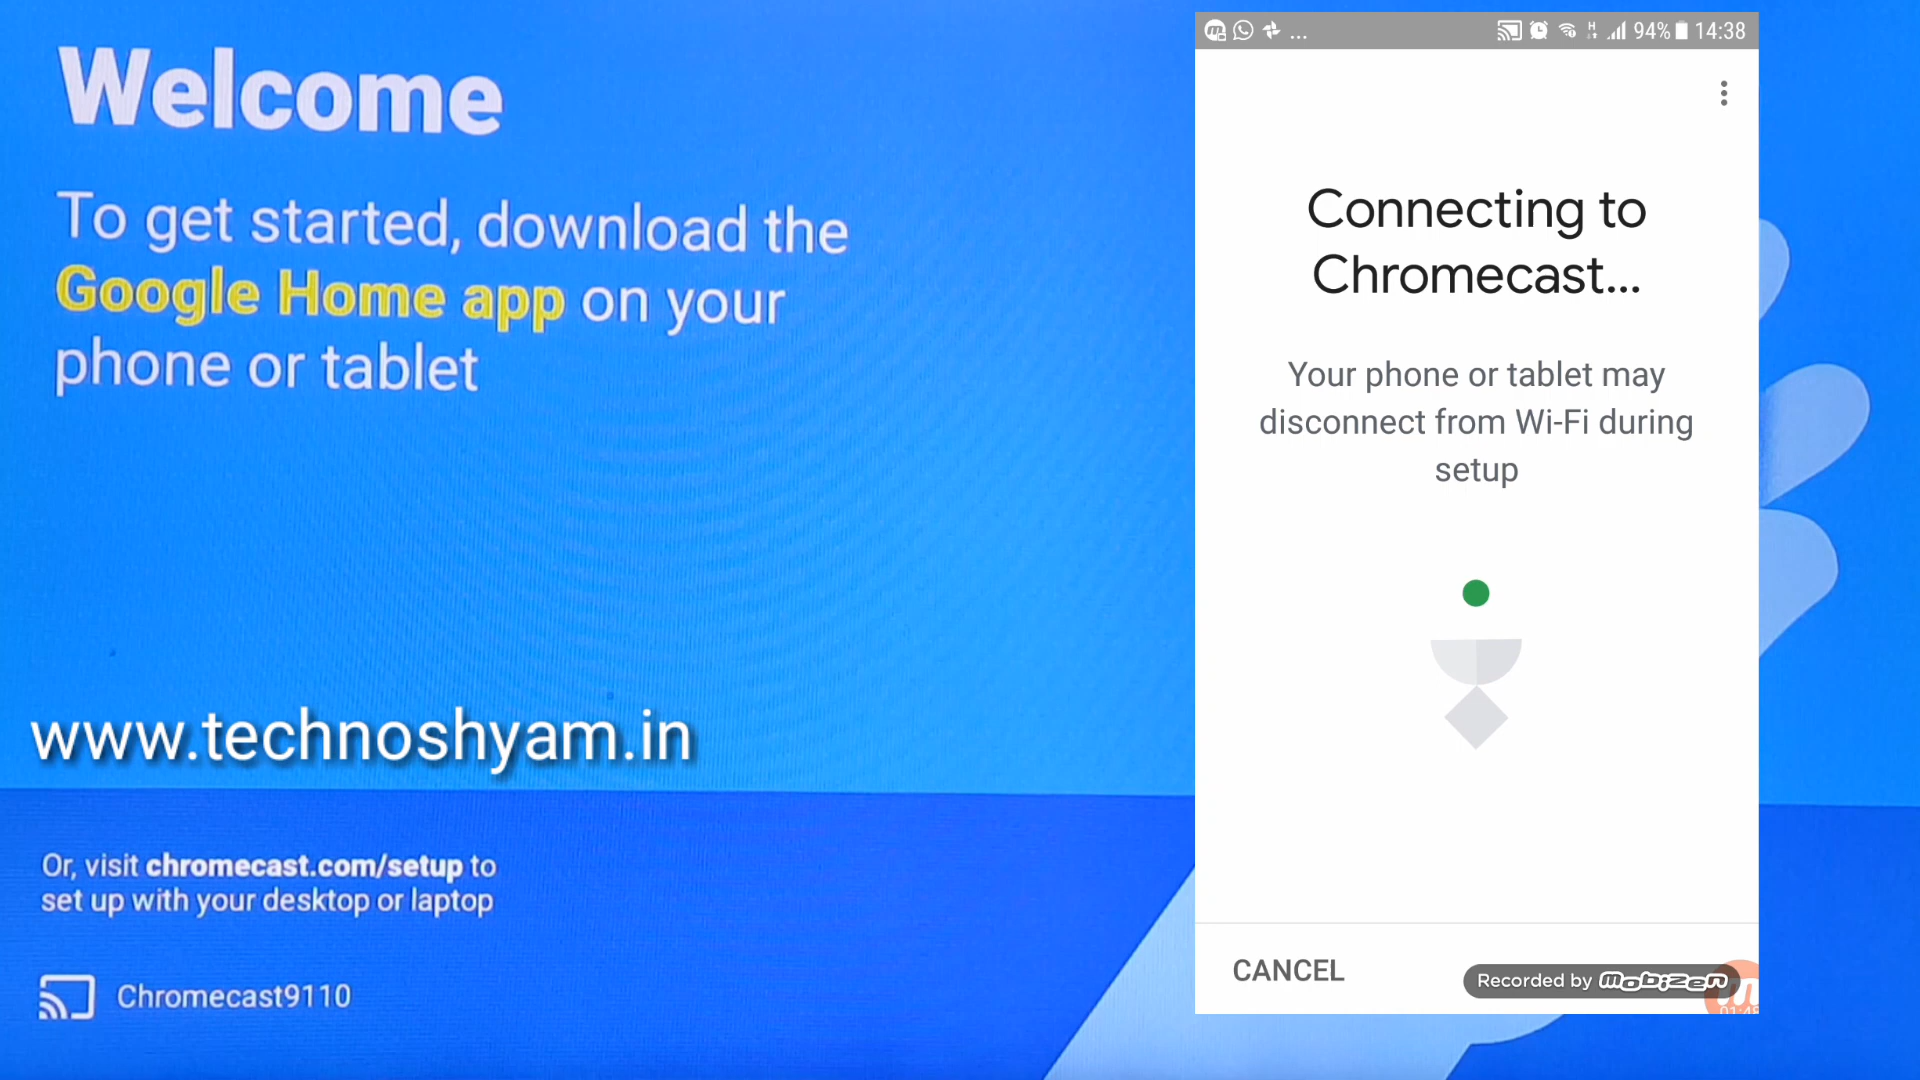 Welcome
To get started, download the
Google Home app on your
phone or tablet
www.technoshyam.in
Or, visit chromecast.com/setup to
set up with your desktop or laptop
Chromecast9110
... H 94% 14:38
Connecting to
Chromecast...
Your phone or tablet may
disconnect from Wi-Fi during
setup
CANCEL
Recorded by mobizen
01:48